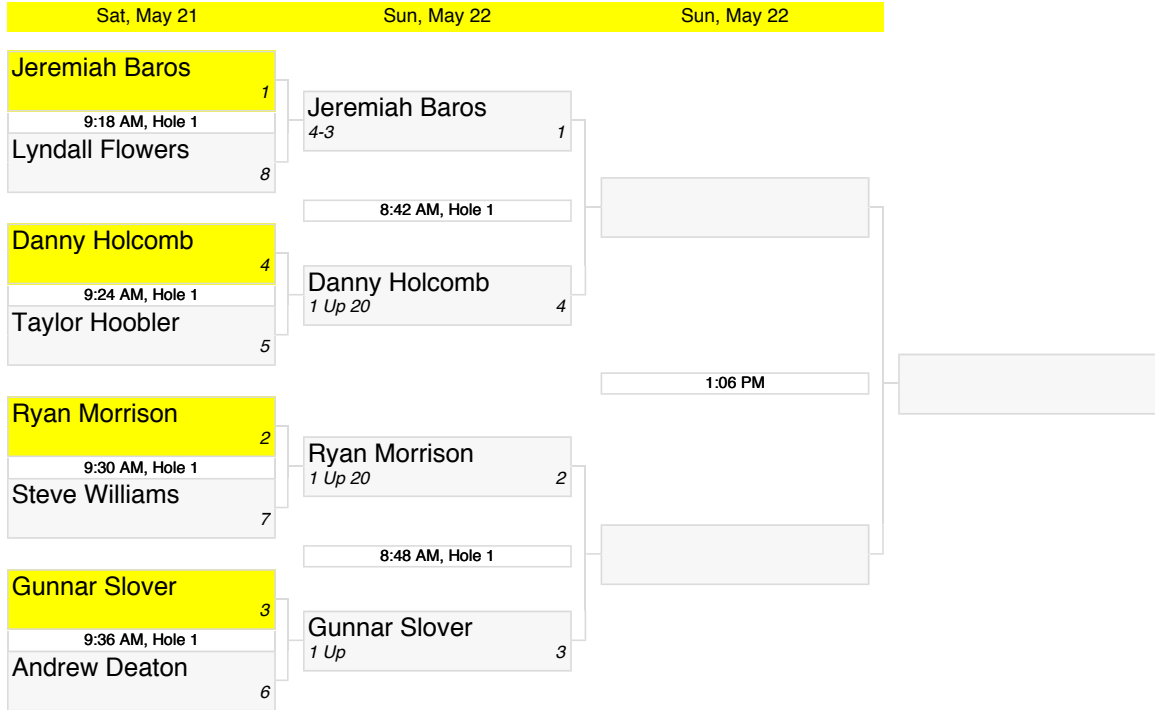 Sat, May 21
Sun, May 22
Sun, May 22
Jeremiah Baros
1
9:18 AM, Hole 1
Lyndall Flowers
8
Danny Holcomb
4
9:24 AM, Hole 1
Taylor Hoobler
5
Ryan Morrison
2
9:30 AM, Hole 1
Steve Williams
7
Gunnar Slover
3
9:36 AM, Hole 1
Andrew Deaton
6
Jeremiah Baros
4-3 1
8:42 AM, Hole 1
Danny Holcomb
1 Up 20 4
Ryan Morrison
1 Up 20 2
8:48 AM, Hole 1
Gunnar Slover
1 Up 3
1:06 PM